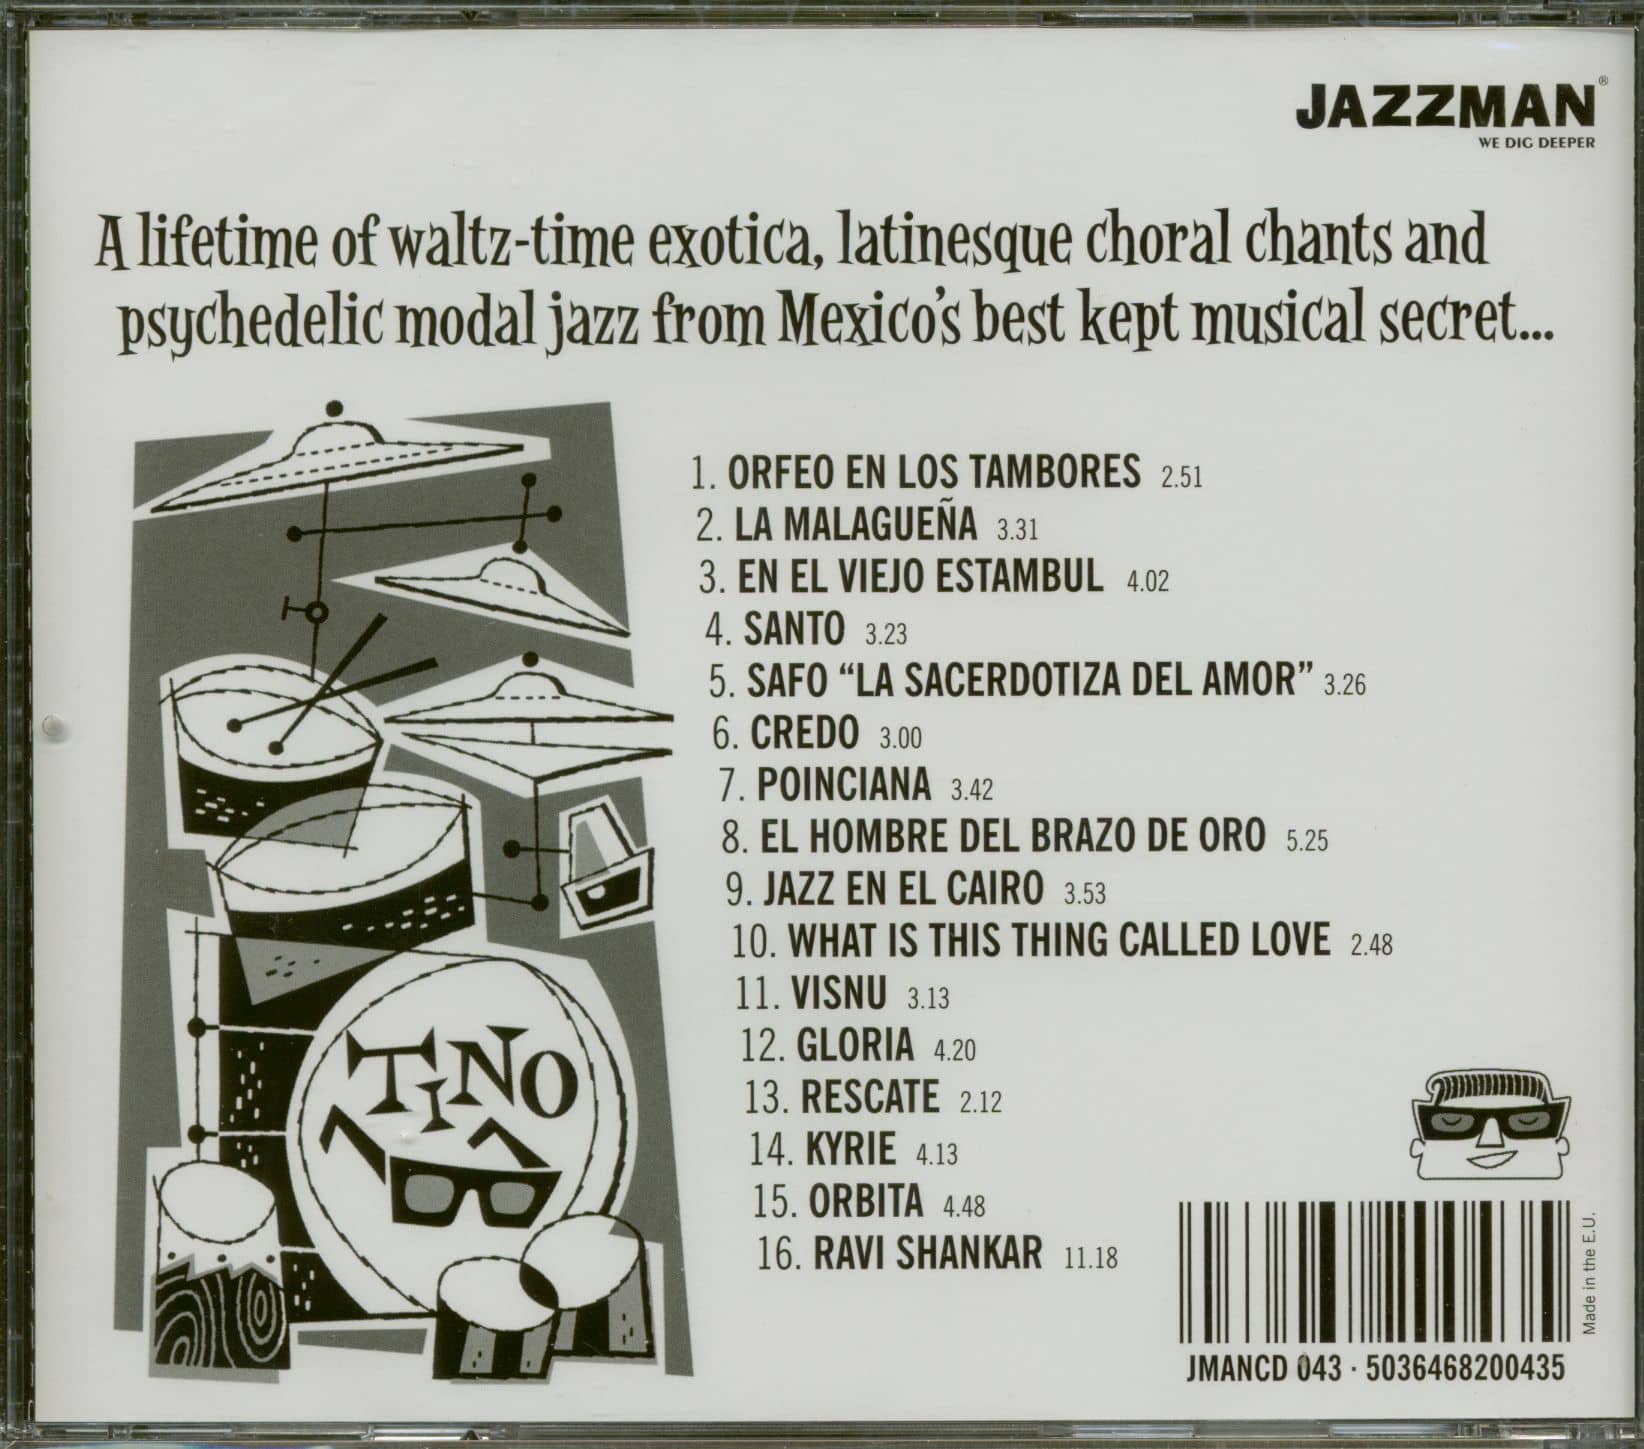 JAZZMAN®
WE DIG DEEPER
A lifetime of waltz-time exotica, latinesque choral chants and
psychedelic modal jazz from Mexico's best kept musical secret...
1. ORFEO EN LOS TAMBORES 2.51
2. LA MALAGUEÑA 3.31
3. EN EL VIEJO ESTAMBUL 4.02
4. SANTO 3.23
5. SAFO “LA SACERDOTIZA DEL AMOR” 3.26
6. CREDO 3.00
7. POINCIANA 3.42
8. EL HOMBRE DEL BRAZO DE ORO 5.25
9. JAZZ EN EL CAIRO 3.53
10. WHAT IS THIS THING CALLED LOVE 2.48
11. VISNU 3.13
12. GLORIA 4.20
13. RESCATE 2.12
14. KYRIE 4.13
15. ORBITA 4.48
16. RAVI SHANKAR 11.18
TiNO
Made in the E.U.
JMANCD 043 · 5036468200435